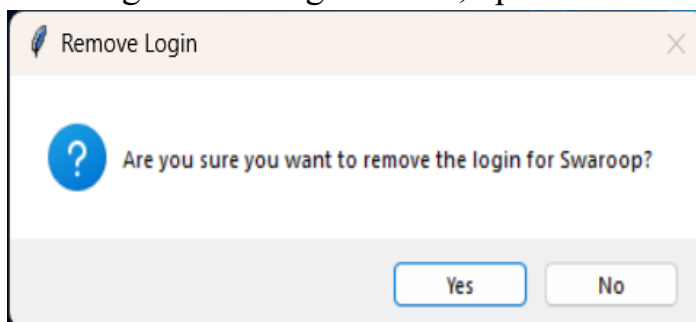 Remove Login
Are you sure you want to remove the login for Swaroop?
Yes
No